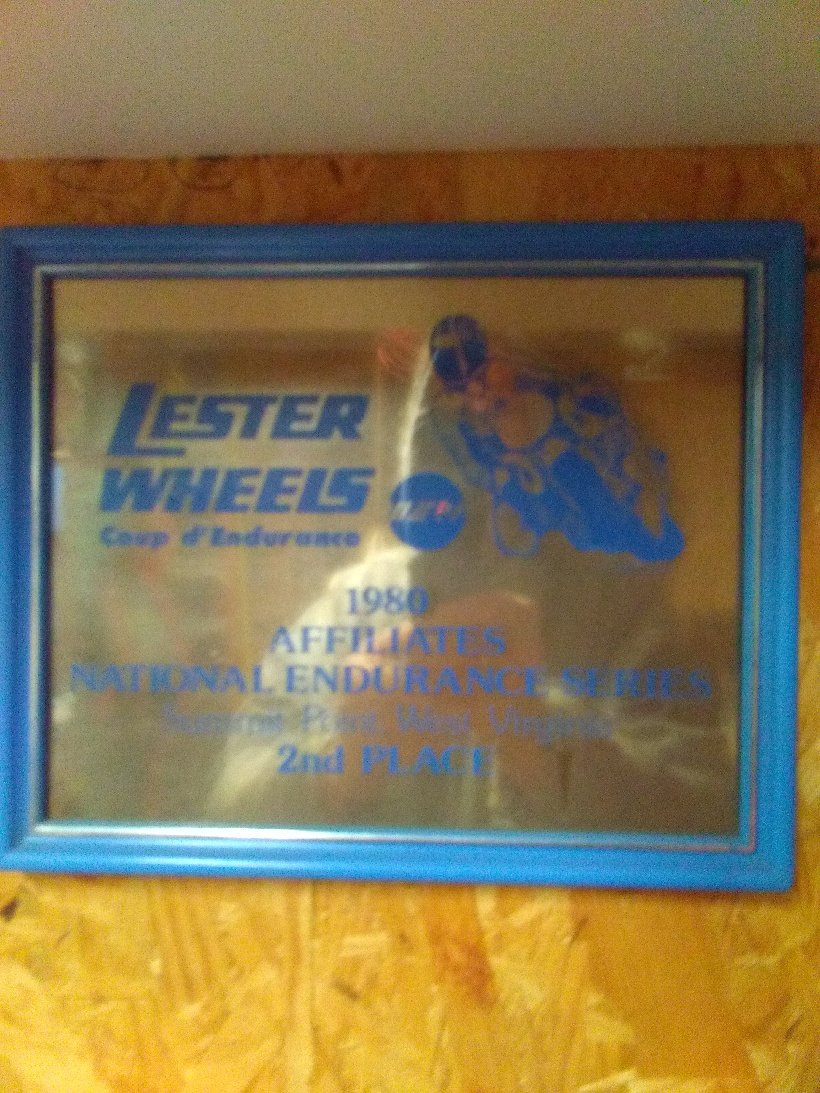 LESTER
WHEELS
Coup d'Endurance
1980
AFFILIATES
NATIONAL ENDURANCE SERIES
Summit Point, West Virginia
2nd PLACE